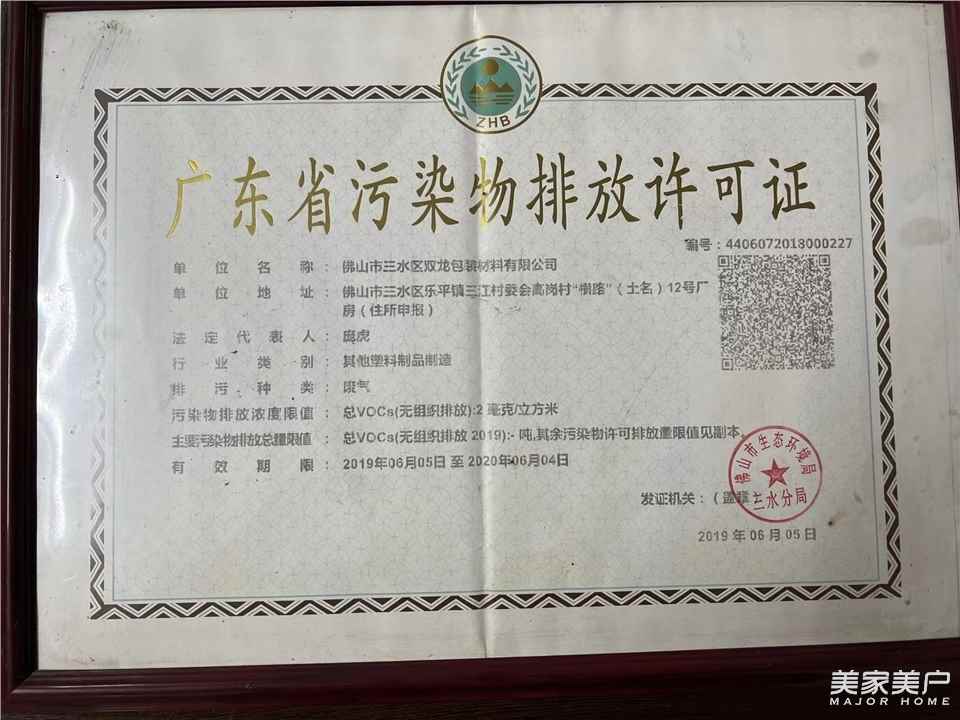 ZHB
广东省污染物排放许可证
编号：4406072018000227
单位名称：佛山市三水区双龙包装材料有限公司
单位地址：佛山市三水区乐平镇三江村委会高岗村“横路”（土名）12号厂
房（住所申报）
法定代表人：庞虎
行业类别：其他塑料制品制造
排污种类：废气
污染物排放浓度限值：总VOCs(无组织排放):2 毫克/立方米
主要污染物排放总量限值：总VOCs(无组织排放 2019):- 吨,其余污染物许可排放量限值见副本。
有效期限：2019年06月05日 至 2020年06月04日
佛山市生态环境局
三水分局
发证机关：（盖章
2019 年 06 月 05 日
美家美户
MAJOR HOME